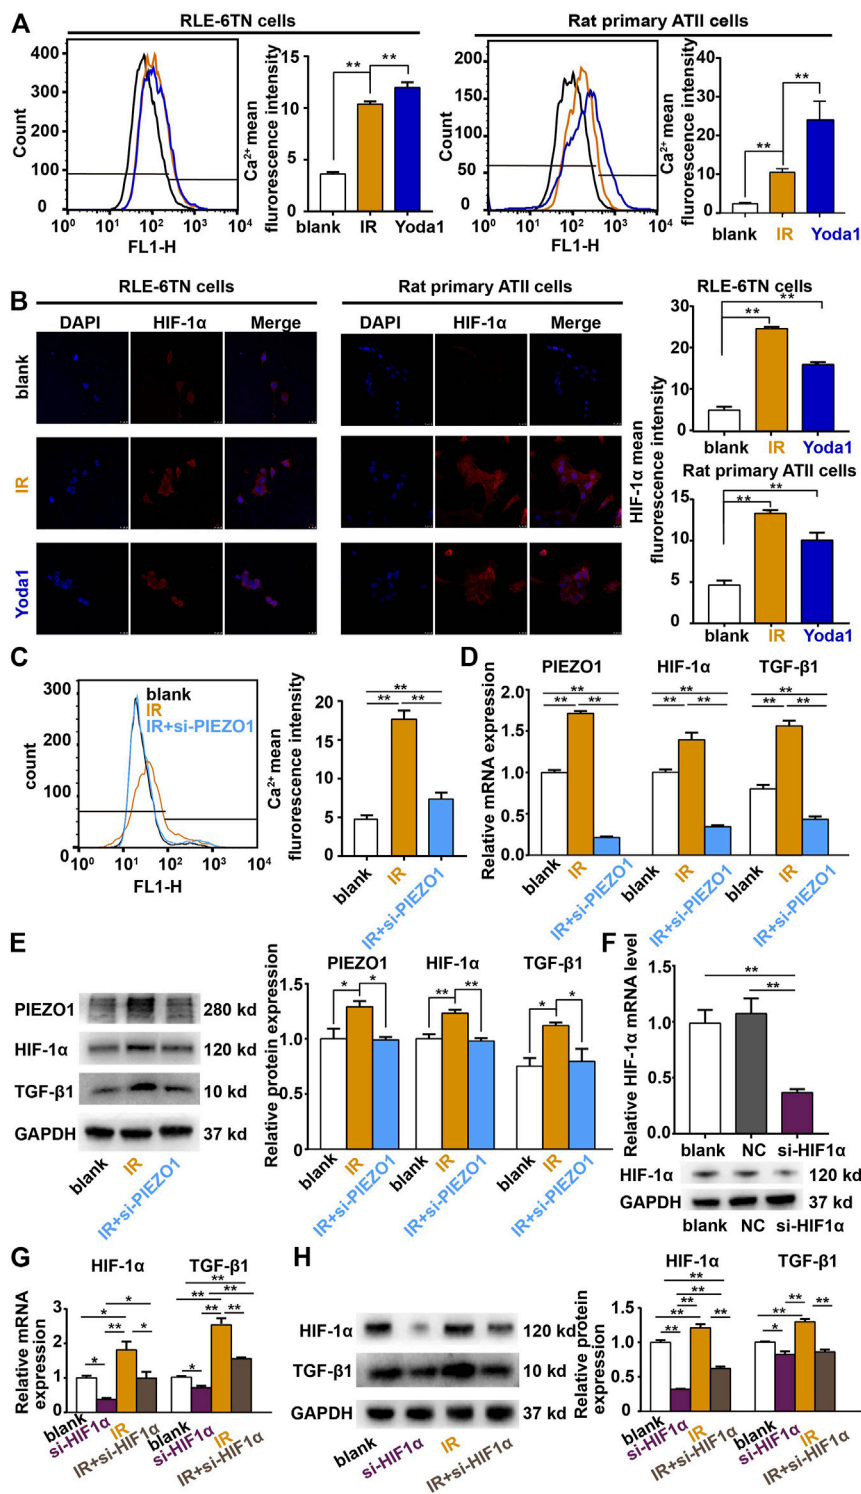 A
RLE-6TN cells
Rat primary ATII cells
Count
400
300
200
100
0
10⁰ 10¹ 10² 10³ 10⁴
FL1-H
Ca²⁺ mean
flurorescence intensity
15
10
5
0
** **
blank IR Yoda1
Count
200
150
100
50
0
10⁰ 10¹ 10² 10³ 10⁴
FL1-H
Ca²⁺ mean
flurorescence intensity
40
30
20
10
0
** **
blank IR Yoda1
B
RLE-6TN cells
Rat primary ATII cells
DAPI HIF-1α Merge
DAPI HIF-1α Merge
blank
IR
Yoda1
HIF-1α mean
flurorescence intensity
RLE-6TN cells
30
20
10
0
**
**
blank IR Yoda1
Rat primary ATII cells
15
10
5
0
**
**
blank IR Yoda1
C
count
300
200
100
0
blank
IR
IR+si-PIEZO1
10⁰ 10¹ 10² 10³ 10⁴
FL1-H
Ca²⁺ mean
flurorescence intensity
20
15
10
5
0
**
** **
blank
IR
IR+si-PIEZO1
D
PIEZO1 HIF-1α TGF-β1
Relative mRNA expression
2.0
1.5
1.0
0.5
0.0
** ** **
** ** ** ** ** **
blank IR IR+si-PIEZO1
blank IR IR+si-PIEZO1
blank IR IR+si-PIEZO1
E
PIEZO1 280 kd
HIF-1α 120 kd
TGF-β1 10 kd
GAPDH 37 kd
blank IR IR+si-PIEZO1
Relative protein expression
PIEZO1 HIF-1α TGF-β1
1.5
1.0
0.5
0
* * ** ** * *
blank IR IR+si-PIEZO1
blank IR IR+si-PIEZO1
blank IR IR+si-PIEZO1
F
Relative HIF-1α mRNA level
1.5
1.0
0.5
0.0
**
**
blank NC si-HIF1α
HIF-1α 120 kd
GAPDH 37 kd
blank NC si-HIF1α
G
HIF-1α TGF-β1
Relative mRNA
expression
3
2
1
0
* * * ** *
** ** ** * ** **
blank si-HIF1α IR IR+si-HIF1α
blank si-HIF1α IR IR+si-HIF1α
H
HIF-1α 120 kd
TGF-β1 10 kd
GAPDH 37 kd
blank si-HIF1α IR IR+si-HIF1α
Relative protein
expression
HIF-1α TGF-β1
1.5
1.0
0.5
0.0
**
**
** ** ** **
** * ** **
blank si-HIF1α IR IR+si-HIF1α
blank si-HIF1α IR IR+si-HIF1α